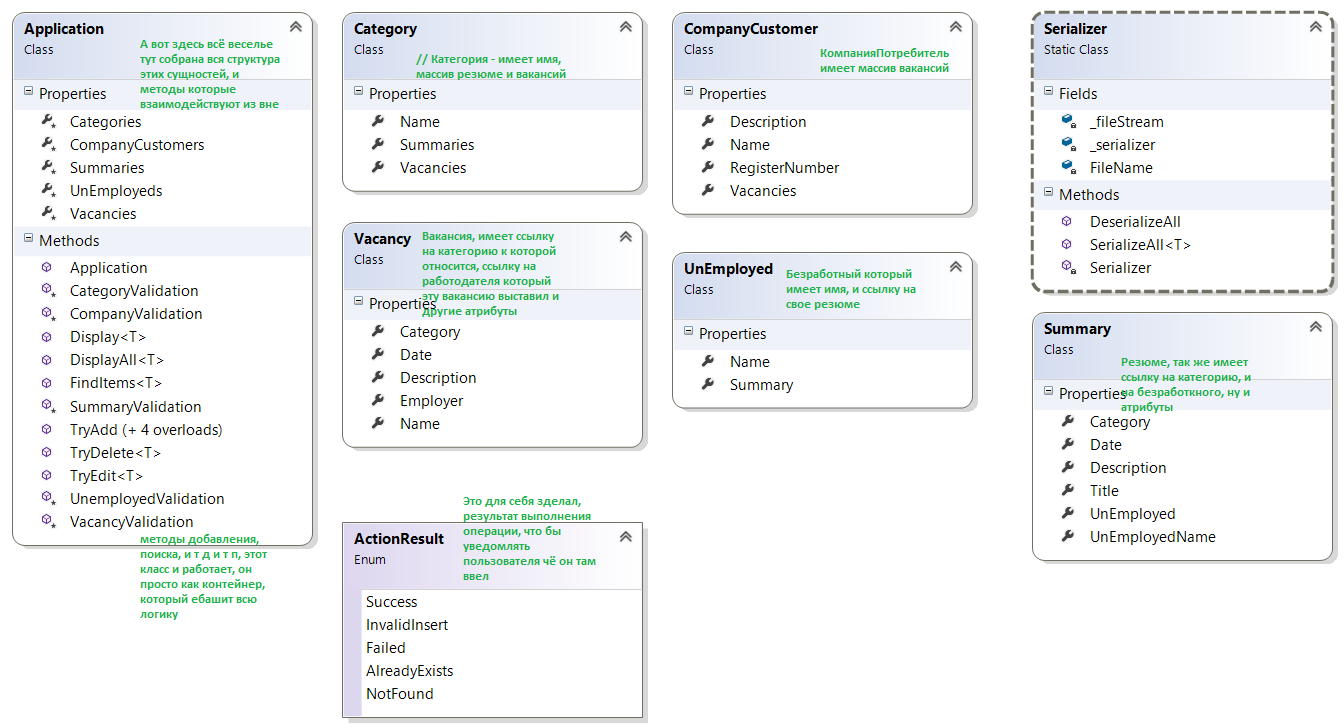 Application
Class
А вот здесь всё веселье
тут собрана вся структура
этих сущностей, и
методы которые
взаимодействуют из вне
Properties
Categories
CompanyCustomers
Summaries
UnEmployeds
Vacancies
Methods
Application
CategoryValidation
CompanyValidation
Display<T>
DisplayAll<T>
FindItems<T>
SummaryValidation
TryAdd (+ 4 overloads)
TryDelete<T>
TryEdit<T>
UnemployedValidation
VacancyValidation
методы добавления,
поиска, и т д и т п, этот
класс и работает, он
просто как контейнер,
который ебашит всю
логику
Category
Class
// Категория - имеет имя,
массив резюме и вакансий
Properties
Name
Summaries
Vacancies
Vacancy
Class
Вакансия, имеет ссылку
на категорию к которой
относится, ссылку на
работодателя который
эту вакансию выставил и
другие атрибуты
Properties
Category
Date
Description
Employer
Name
ActionResult
Enum
Это для себя зделал,
результат выполнения
операции, что бы
уведомлять
пользователя чё он там
ввел
Success
InvalidInsert
Failed
AlreadyExists
NotFound
CompanyCustomer
Class
КомпанияПотребитель
имеет массив вакансий
Properties
Description
Name
RegisterNumber
Vacancies
UnEmployed
Class
Безработный который
имеет имя, и ссылку на
свое резюме
Properties
Name
Summary
Serializer
Static Class
Fields
_fileStream
_serializer
FileName
Methods
DeserializeAll
SerializeAll<T>
Serializer
Summary
Class
Резюме, так же имеет
ссылку на категорию, и
на безработкного, ну и
атрибуты
Properties
Category
Date
Description
Title
UnEmployed
UnEmployedName